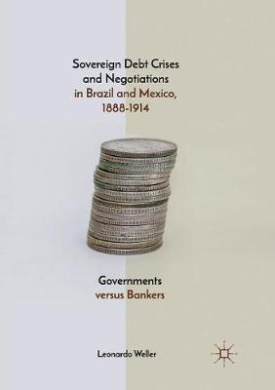 Sovereign Debt Crises
and Negotiations
in Brazil and Mexico,
1888-1914
Governments
versus Bankers
Leonardo Weller